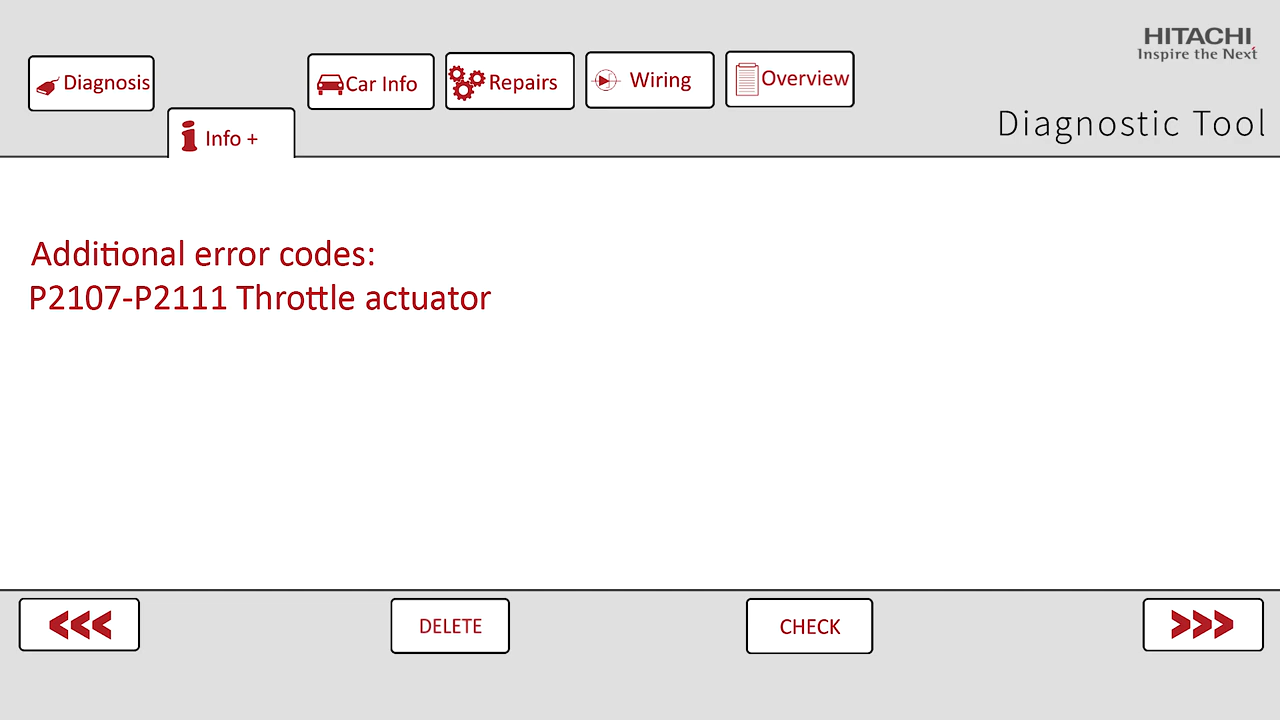 HITACHI
Inspire the Next
Diagnosis
Info +
Car Info
Repairs
Wiring
Overview
Diagnostic Tool
Additional error codes:
P2107-P2111 Throttle actuator
<<<
DELETE
CHECK
>>>